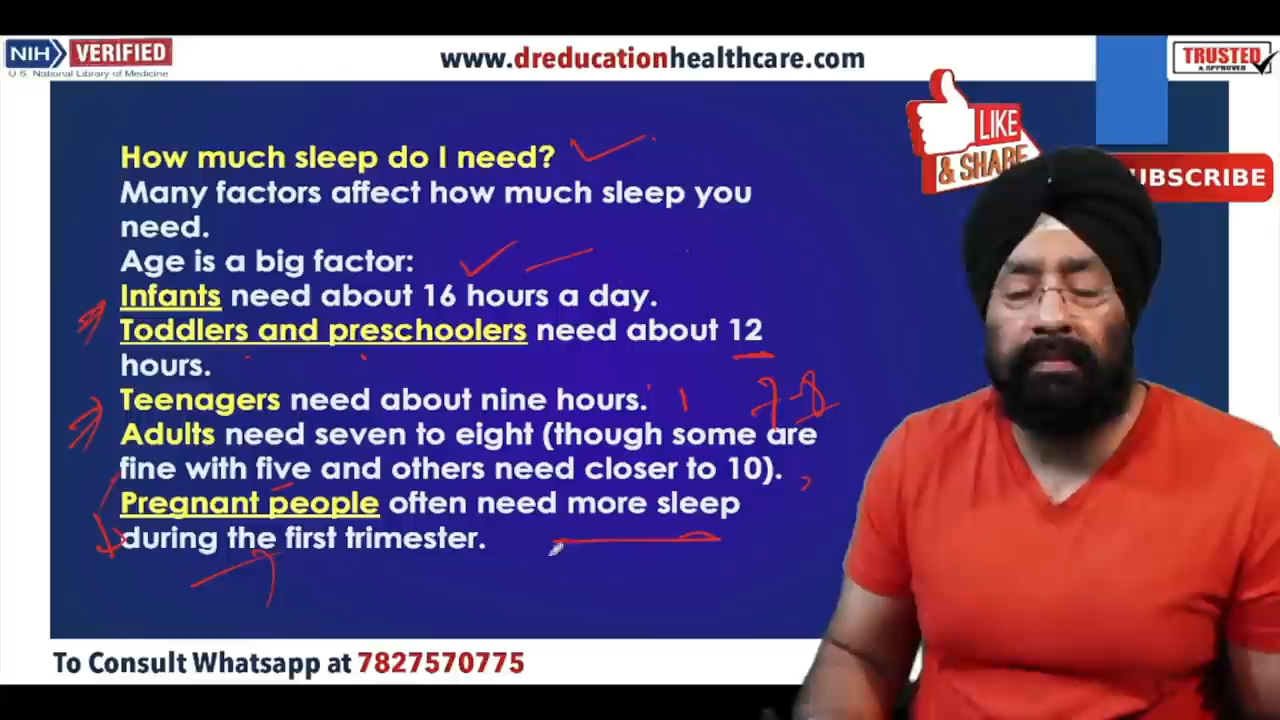 NIH VERIFIED
U.S. National Library of Medicine
www.dreducationhealthcare.com
TRUSTED
& APPROVED
LIKE
& SHARE
UBSCRIBE
How much sleep do I need?
Many factors affect how much sleep you
need.
Age is a big factor:
Infants need about 16 hours a day.
Toddlers and preschoolers need about 12
hours.
Teenagers need about nine hours.
7-8
Adults need seven to eight (though some are
fine with five and others need closer to 10).
Pregnant people often need more sleep
during the first trimester.
To Consult Whatsapp at 7827570775